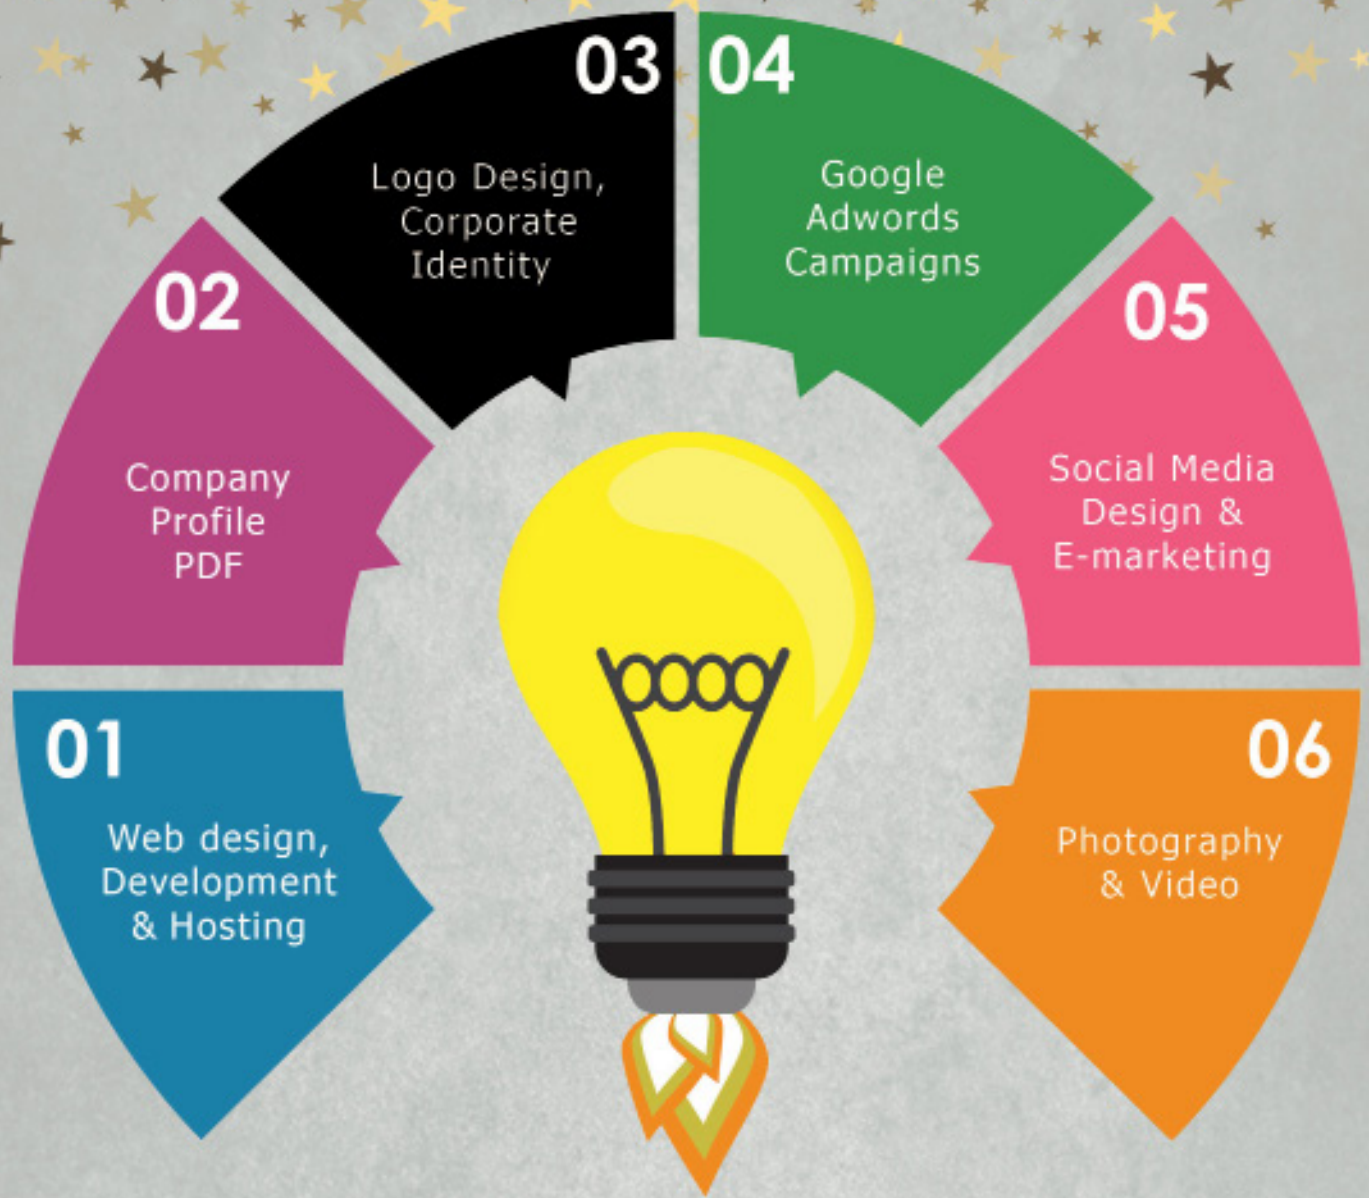 01
Web design,
Development
& Hosting
02
Company
Profile
PDF
03
Logo Design,
Corporate
Identity
04
Google
Adwords
Campaigns
05
Social Media
Design &
E-marketing
06
Photography
& Video